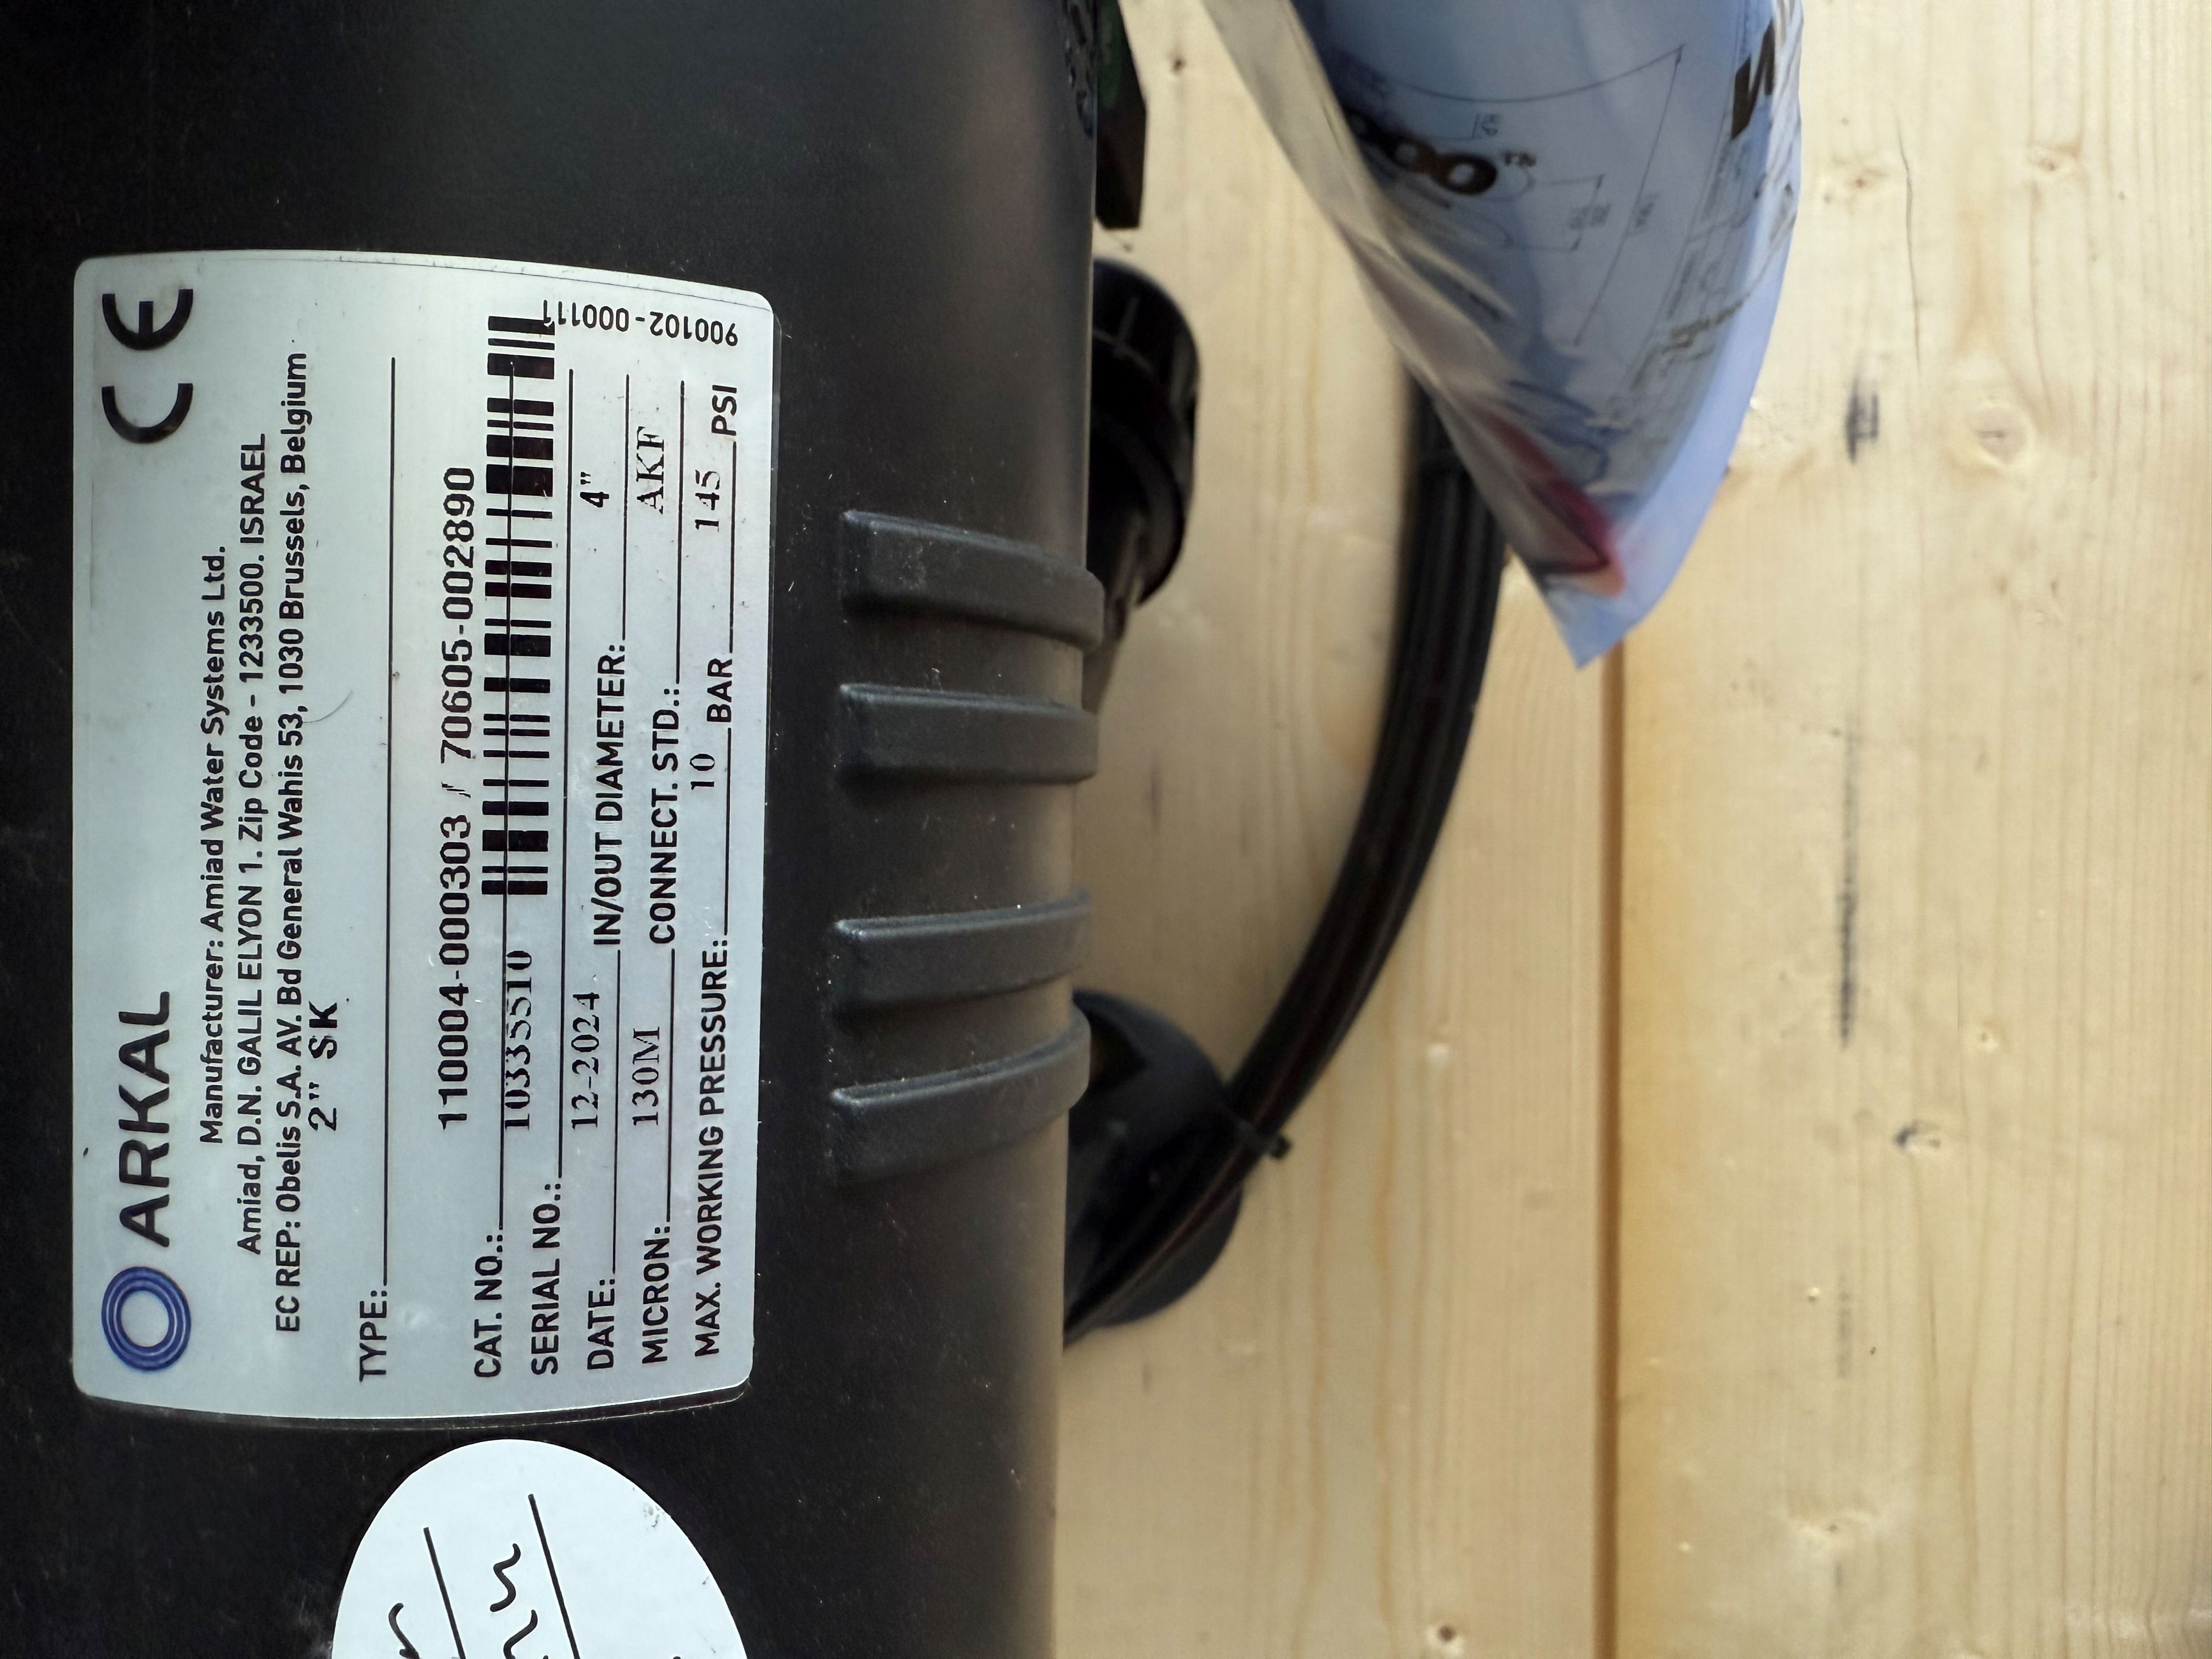 ARKAL
CE
Manufacturer: Amiad Water Systems Ltd.
Amiad, D.N. GALIL ELYON 1. Zip Code - 1233500. ISRAEL
EC REP: Obelis S.A. AV. Bd General Wahis 53, 1030 Brussels, Belgium
2" SK
TYPE:
110004-000303 / 70605-002890
CAT. NO.:
10335510
SERIAL NO.:
DATE: 12-2024 IN/OUT DIAMETER: 4"
MICRON: 130M CONNECT. STD.: AKF
MAX. WORKING PRESSURE: 10 BAR 145 PSI
900102-000111